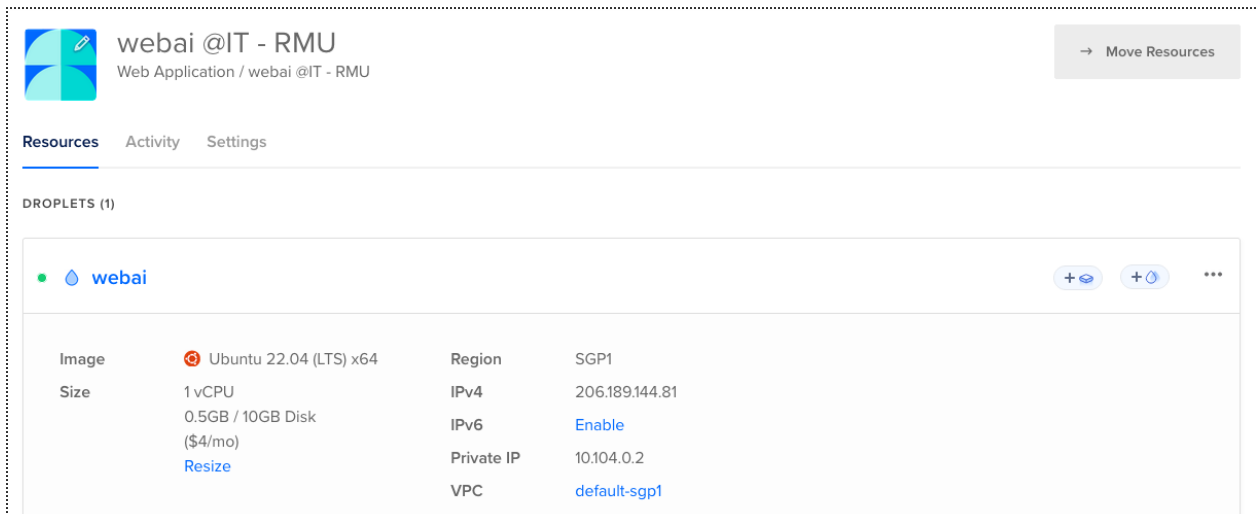 webai @IT - RMU
Web Application / webai @IT - RMU
→ Move Resources
Resources Activity Settings
DROPLETS (1)
webai
Image Ubuntu 22.04 (LTS) x64
Size 1 vCPU
0.5GB / 10GB Disk
($4/mo)
Resize
Region SGP1
IPv4 206.189.144.81
IPv6 Enable
Private IP 10.104.0.2
VPC default-sgp1